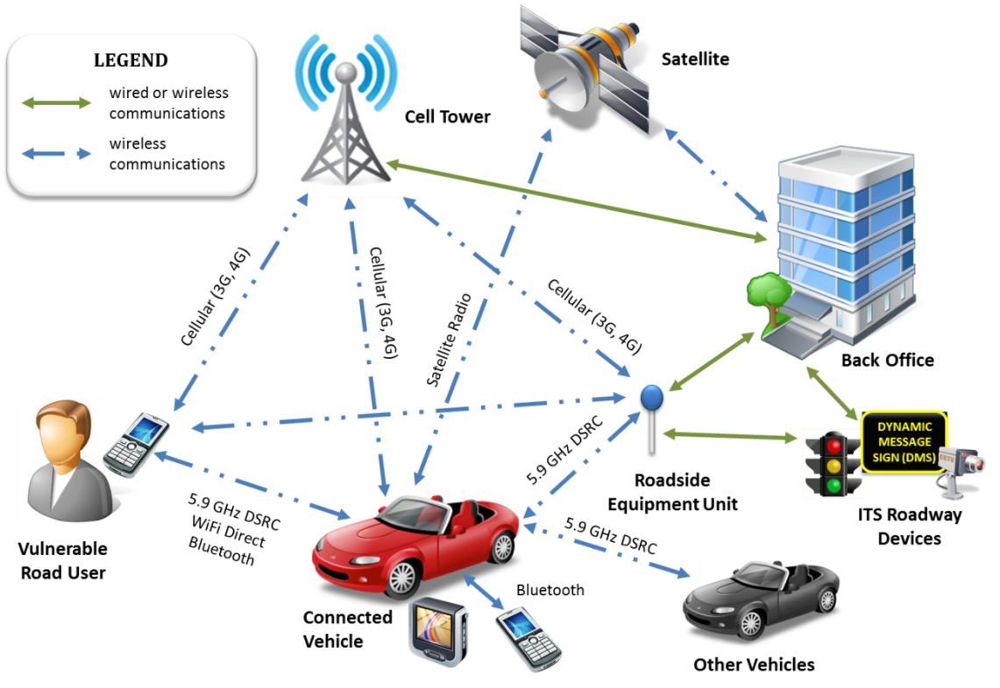 LEGEND
wired or wireless
communications
wireless
communications
Cell Tower
Satellite
Cellular (3G, 4G)
Cellular (3G, 4G)
Satellite Radio
Cellular (3G, 4G)
Back Office
DYNAMIC
MESSAGE
SIGN (DMS)
CCTV
5.9 GHz DSRC
Roadside
Equipment Unit
ITS Roadway
Devices
5.9 GHz DSRC
WiFi Direct
Bluetooth
5.9 GHz DSRC
Vulnerable
Road User
Bluetooth
Connected
Vehicle
Other Vehicles